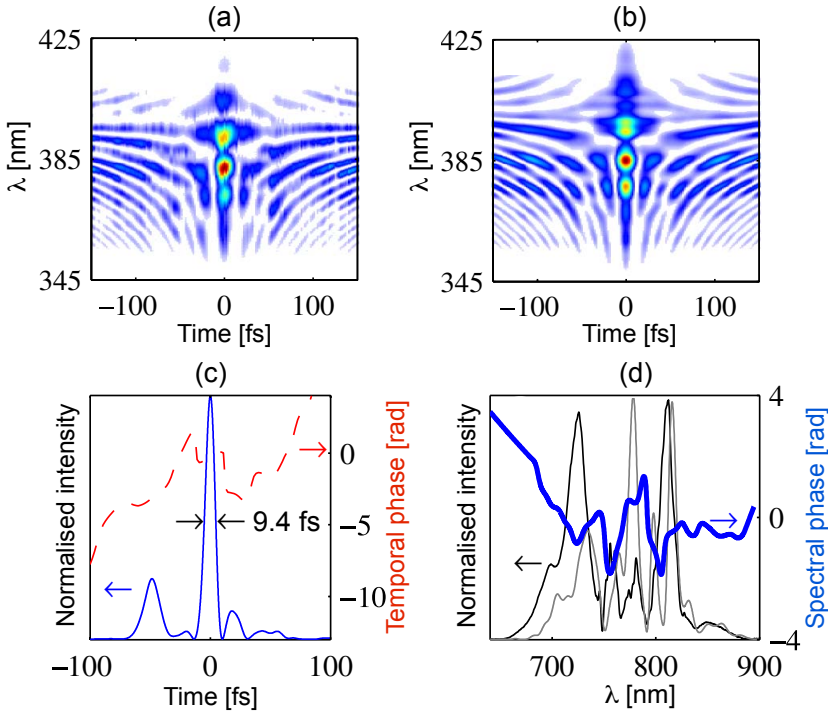 (a)
(b)
425
385
345
λ [nm]
−100
0
100
Time [fs]
425
385
345
λ [nm]
−100
0
100
Time [fs]
(c)
(d)
Normalised intensity
9.4 fs
0
−5
−10
Temporal phase [rad]
-100
0
100
Time [fs]
Normalised intensity
4
0
−4
Spectral phase [rad]
700
800
900
λ [nm]